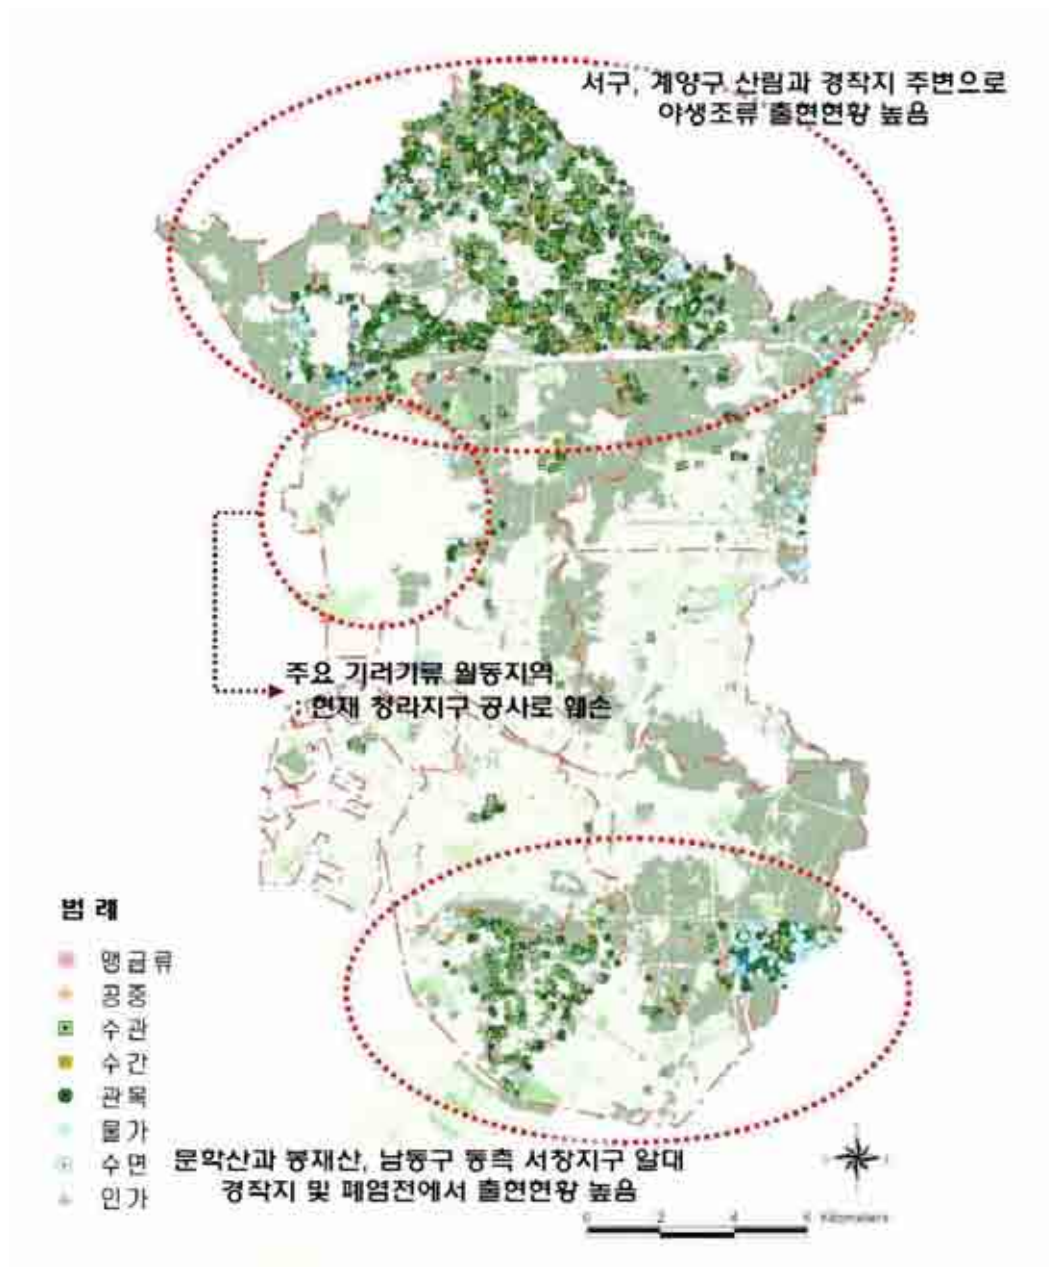 서구, 계양구 산림과 경작지 주변으로
야생조류 출현현황 높음
주요 기러기류 월동지역
: 현재 청라지구 공사로 훼손
범 례
맹금류
공중
수관
수간
관목
물가
수면
인가
문학산과 봉재산, 남동구 동측 서창지구 일대
경작지 및 폐염전에서 출현현황 높음
0 2 4 6 Kilometers